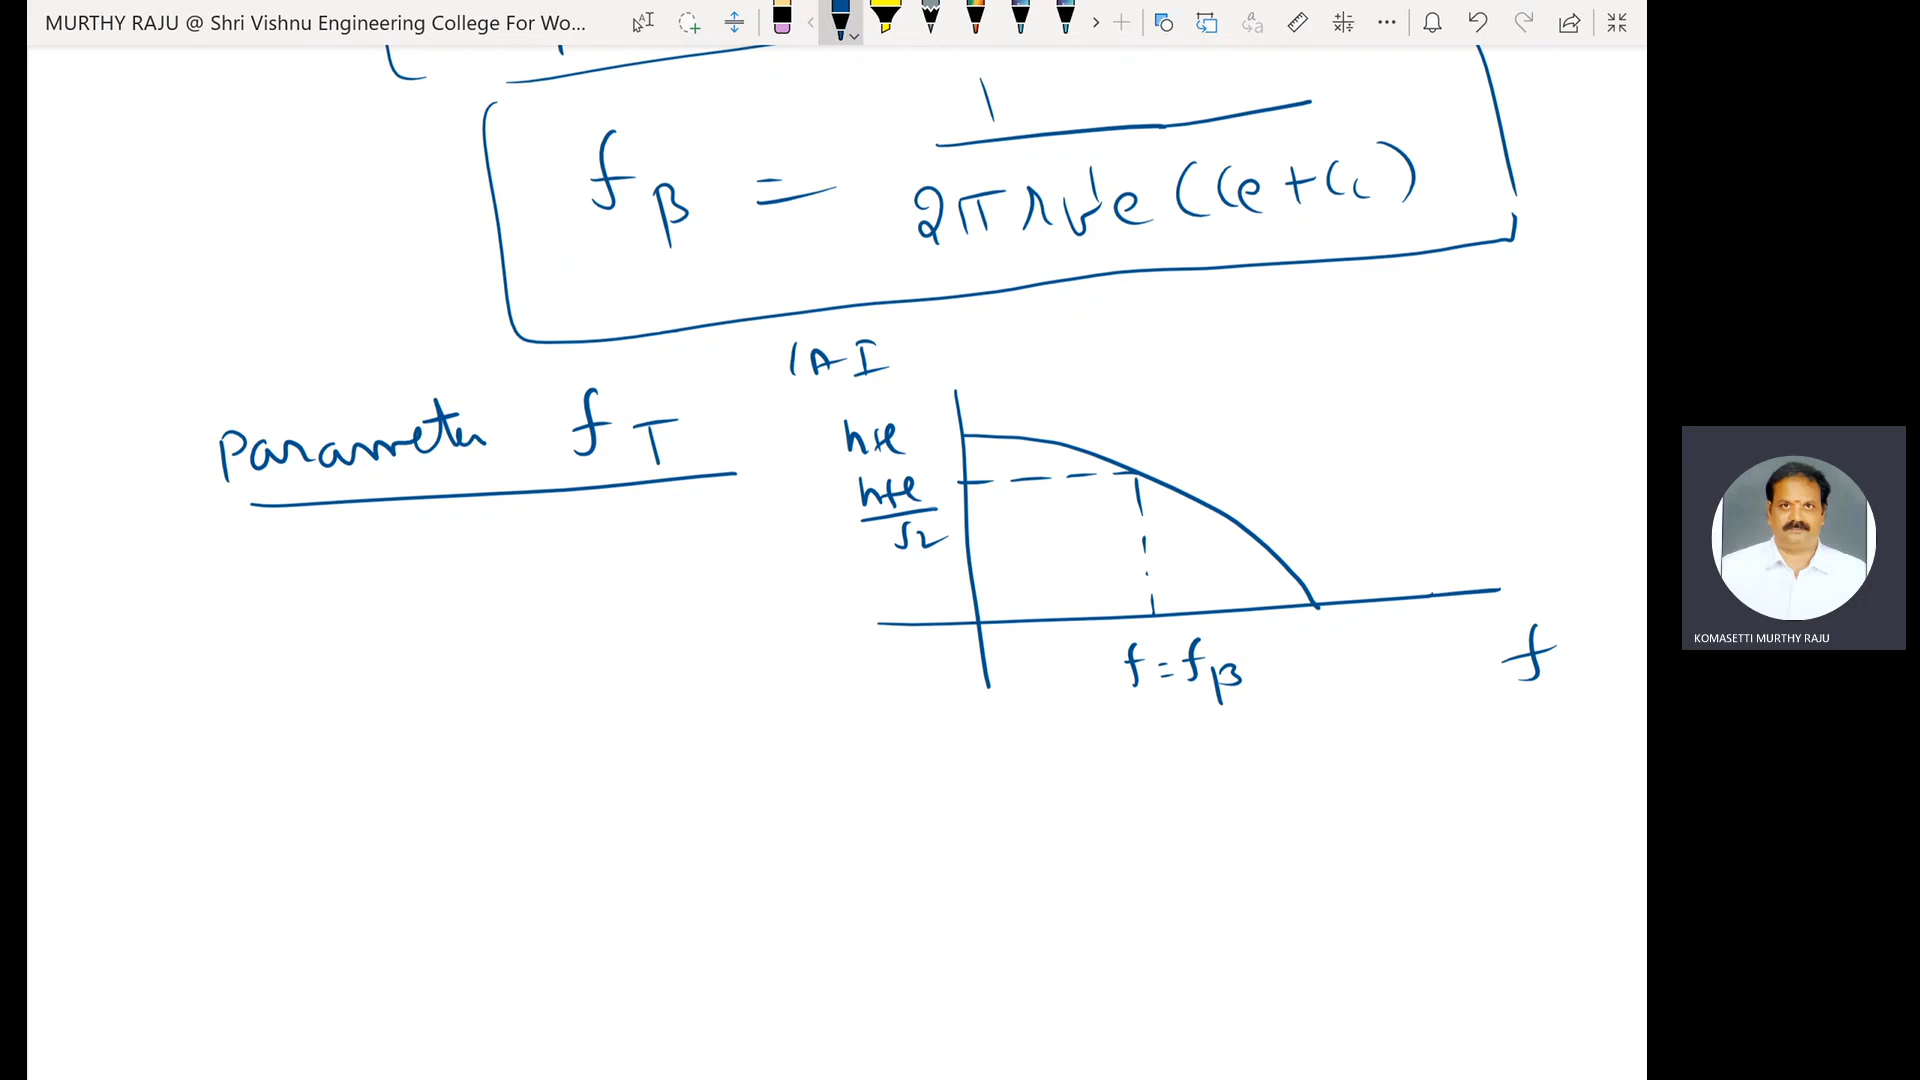 MURTHY RAJU @ Shri Vishnu Engineering College For Wo...
fβ = 1 / 2π rb'e (Ce+Cc)
|AI
Parameter fT
hfe
hfe/√2
f=fβ
f
KOMASETTI MURTHY RAJU